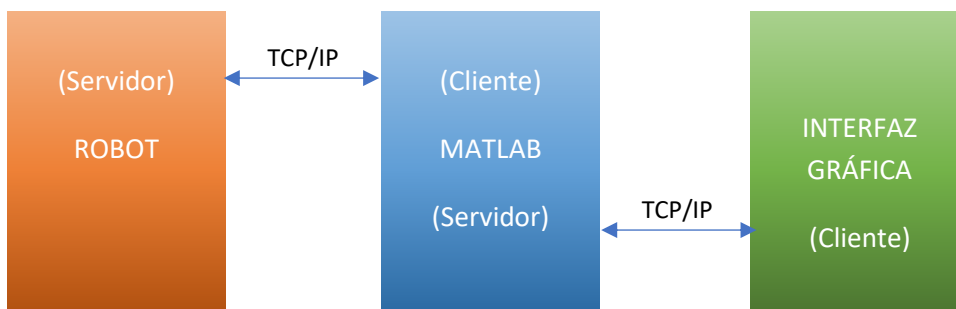 (Servidor)
ROBOT
TCP/IP
(Cliente)
MATLAB
(Servidor)
TCP/IP
INTERFAZ
GRÁFICA
(Cliente)